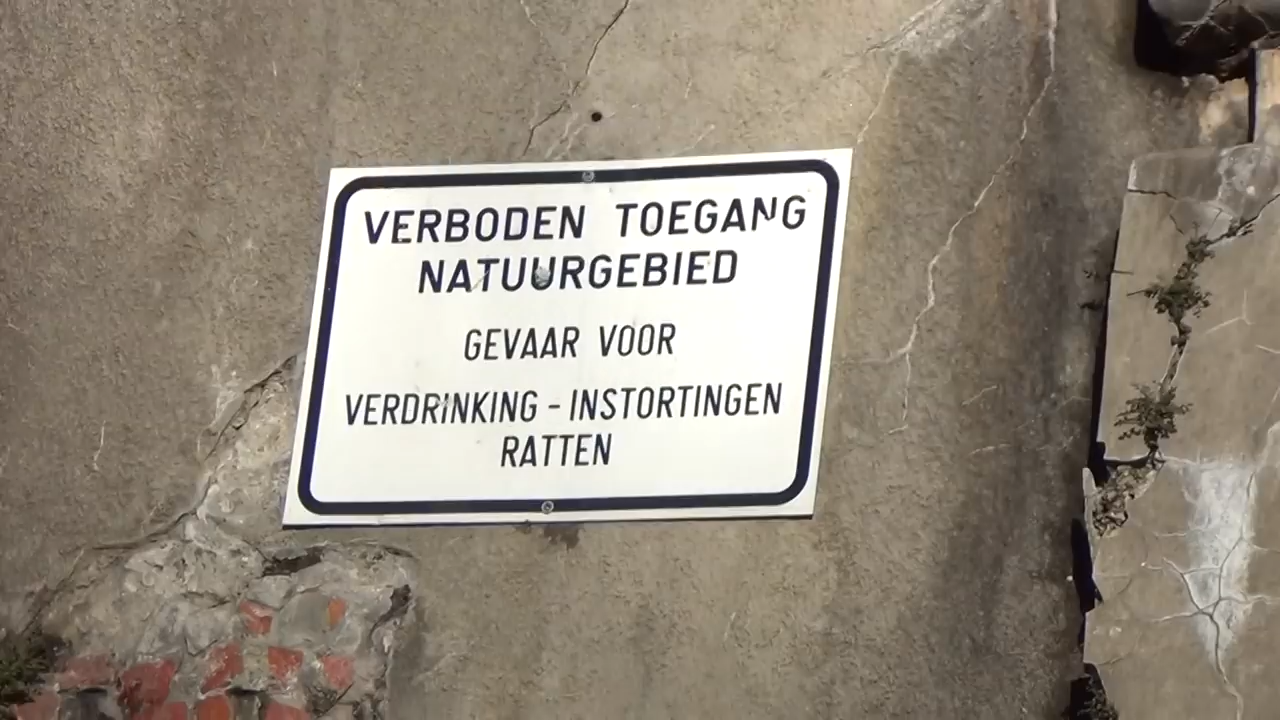 VERBODEN TOEGANG
NATUURGEBIED
GEVAAR VOOR
VERDRINKING - INSTORTINGEN
RATTEN